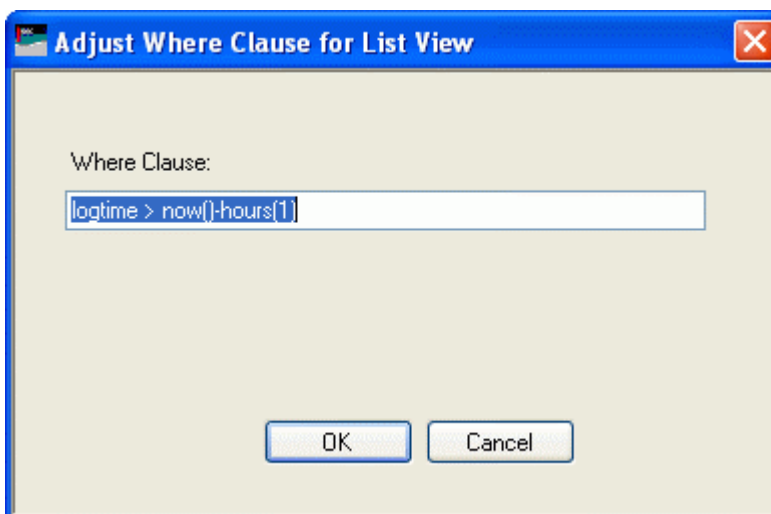 Adjust Where Clause for List View
Where Clause:
logtime > now()-hours(1)
OK
Cancel